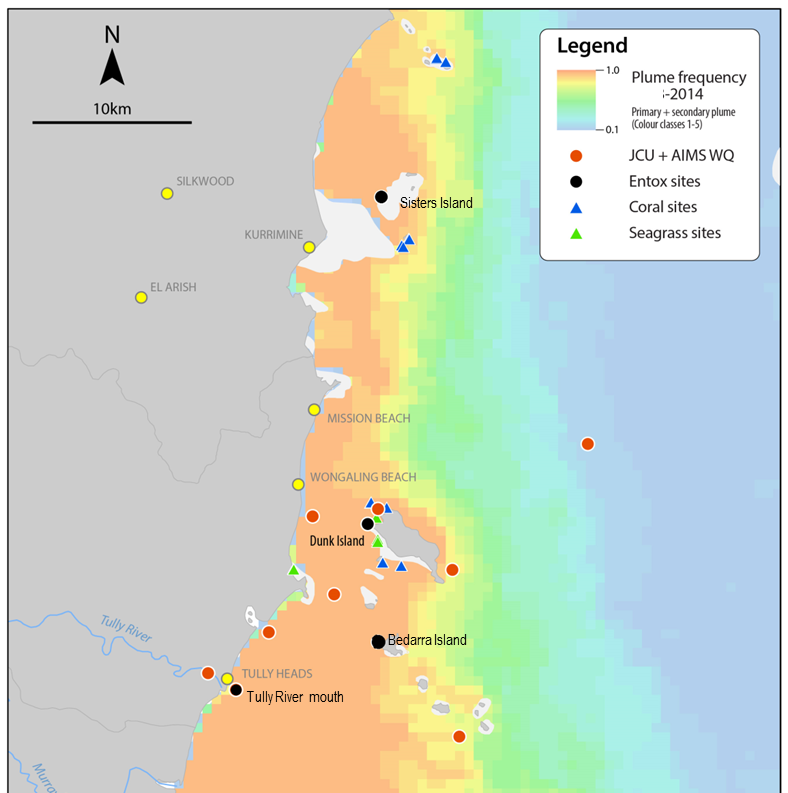 N
10km
Legend
1.0
Plume frequency
-2014
Primary + secondary plume
(Colour classes 1-5)
0.1
JCU + AIMS WQ
Entox sites
Coral sites
Seagrass sites
SILKWOOD
Sisters Island
KURRIMINE
EL ARISH
MISSION BEACH
WONGALING BEACH
Dunk Island
Tully River
Bedarra Island
TULLY HEADS
Tully River mouth